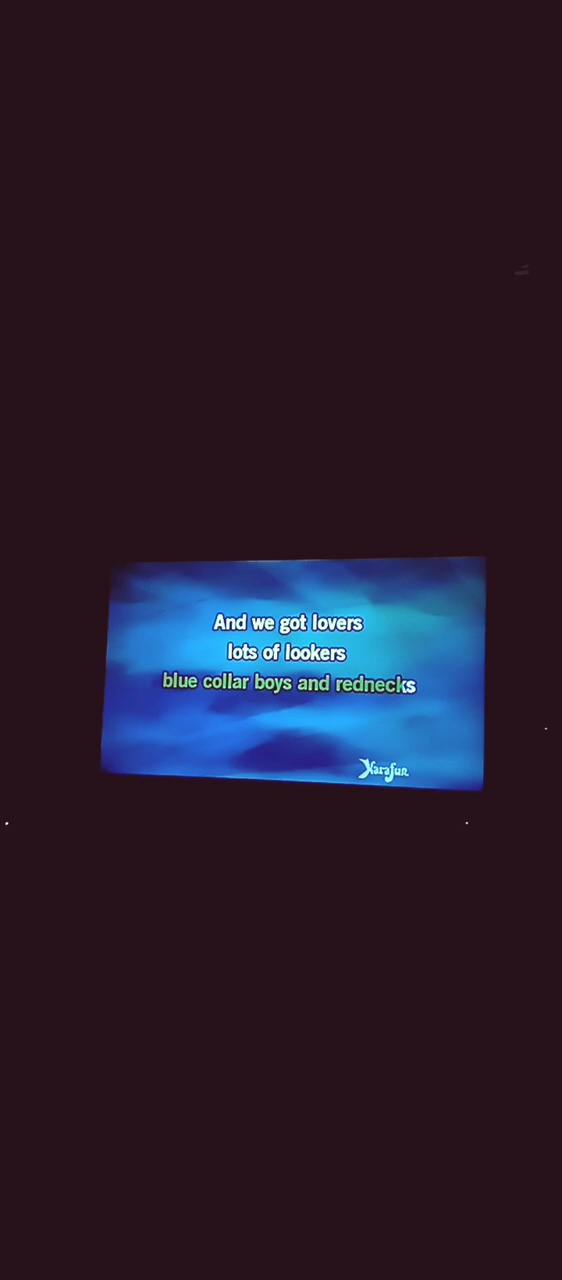 And we got lovers
lots of lookers
blue collar boys and rednecks
KaraFun